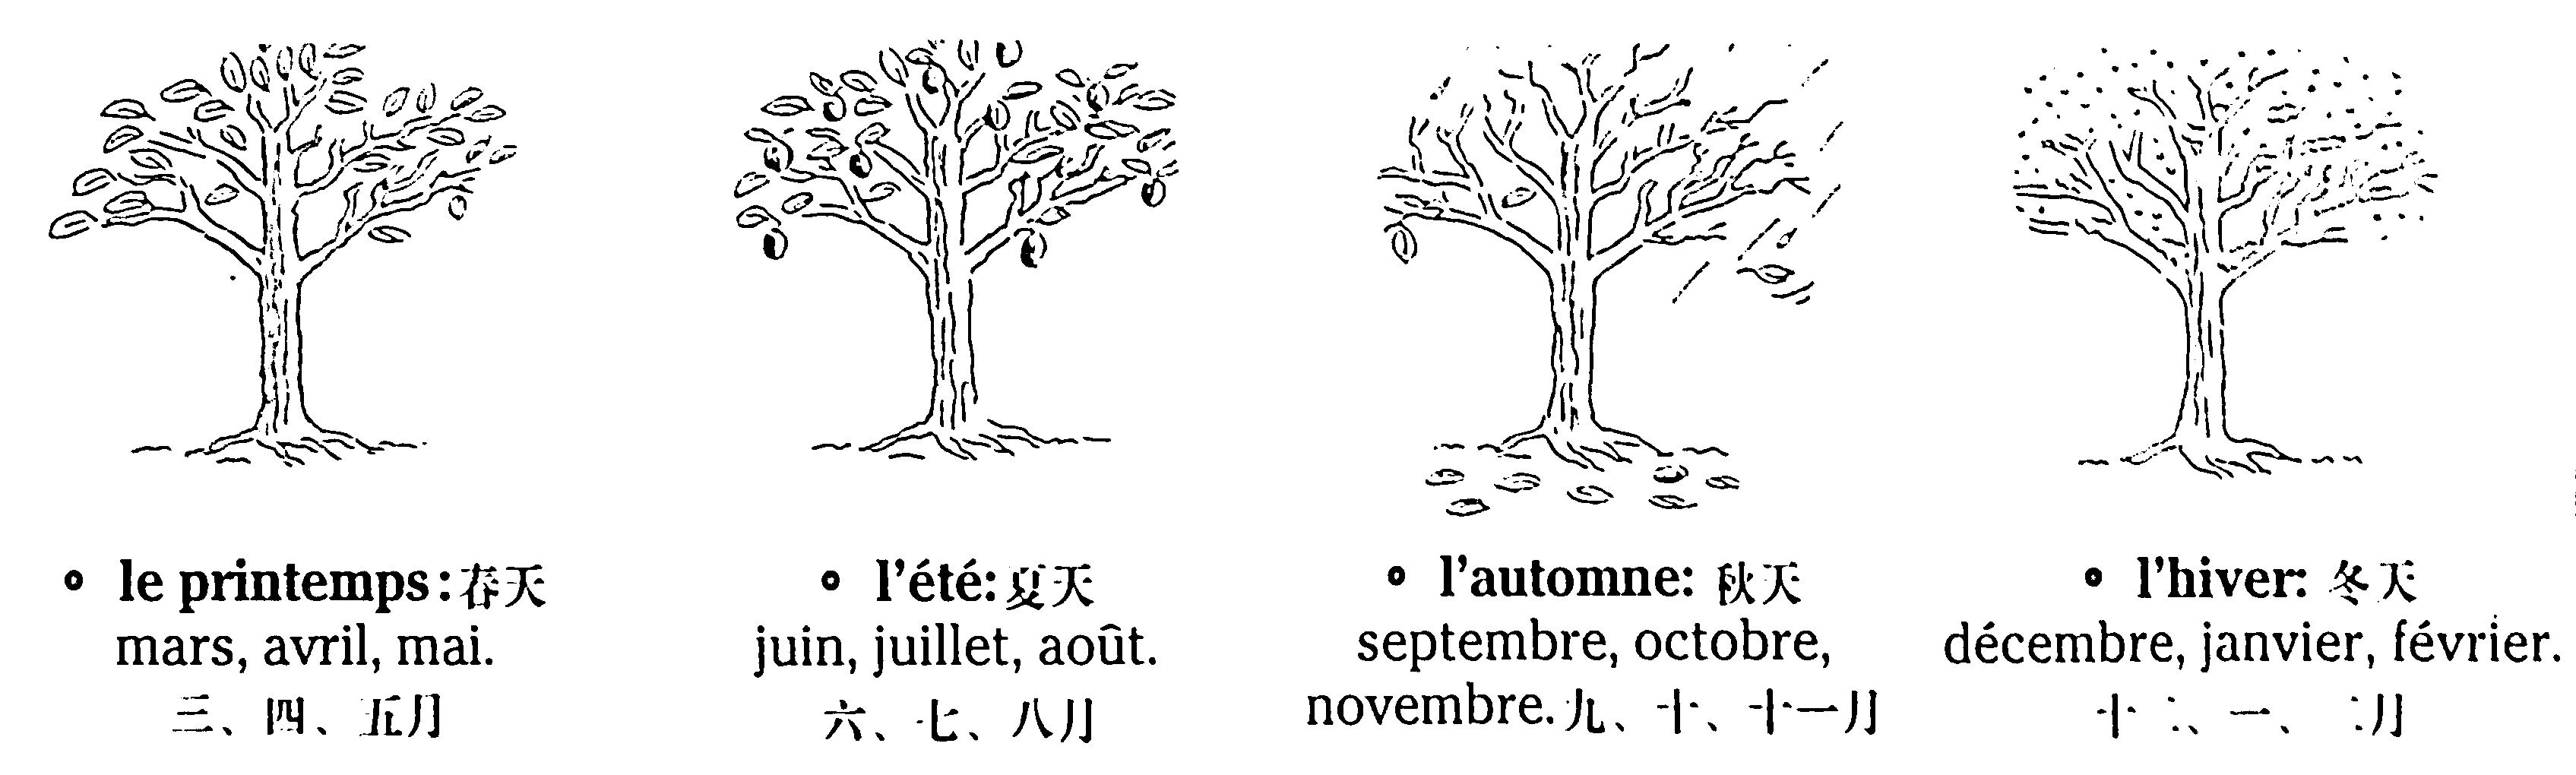 ° le printemps: 春天
mars, avril, mai.
三、四、五月
° l'été: 夏天
juin, juillet, août.
六、七、八月
° l'automne: 秋天
septembre, octobre,
novembre. 九、十、十一月
° l'hiver: 冬天
décembre, janvier, février.
十二、一、二月